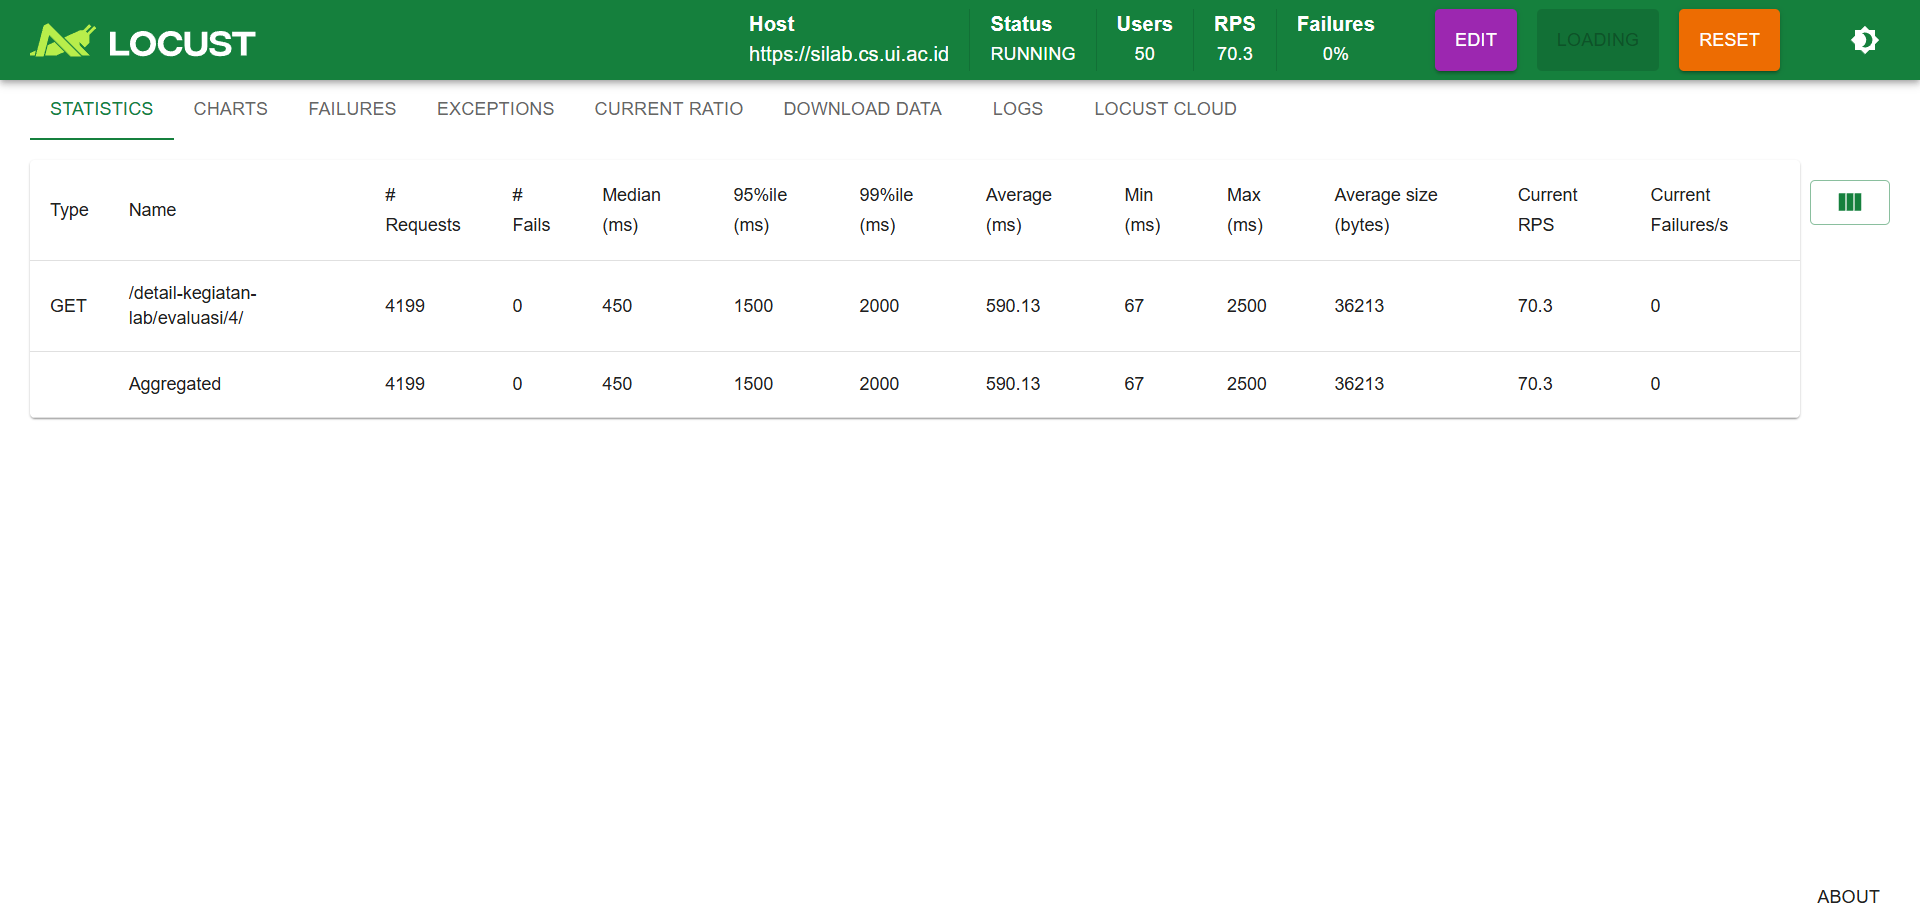 LOCUST
Host
https://silab.cs.ui.ac.id
Status
RUNNING
Users
50
RPS
70.3
Failures
0%
EDIT
LOADING
RESET
STATISTICS CHARTS FAILURES EXCEPTIONS CURRENT RATIO DOWNLOAD DATA LOGS LOCUST CLOUD
Type
Name
#
Requests
#
Fails
Median
(ms)
95%ile
(ms)
99%ile
(ms)
Average
(ms)
Min
(ms)
Max
(ms)
Average size
(bytes)
Current
RPS
Current
Failures/s
GET
/detail-kegiatan-
lab/evaluasi/4/
4199 0 450 1500 2000 590.13 67 2500 36213 70.3 0
Aggregated 4199 0 450 1500 2000 590.13 67 2500 36213 70.3 0
ABOUT